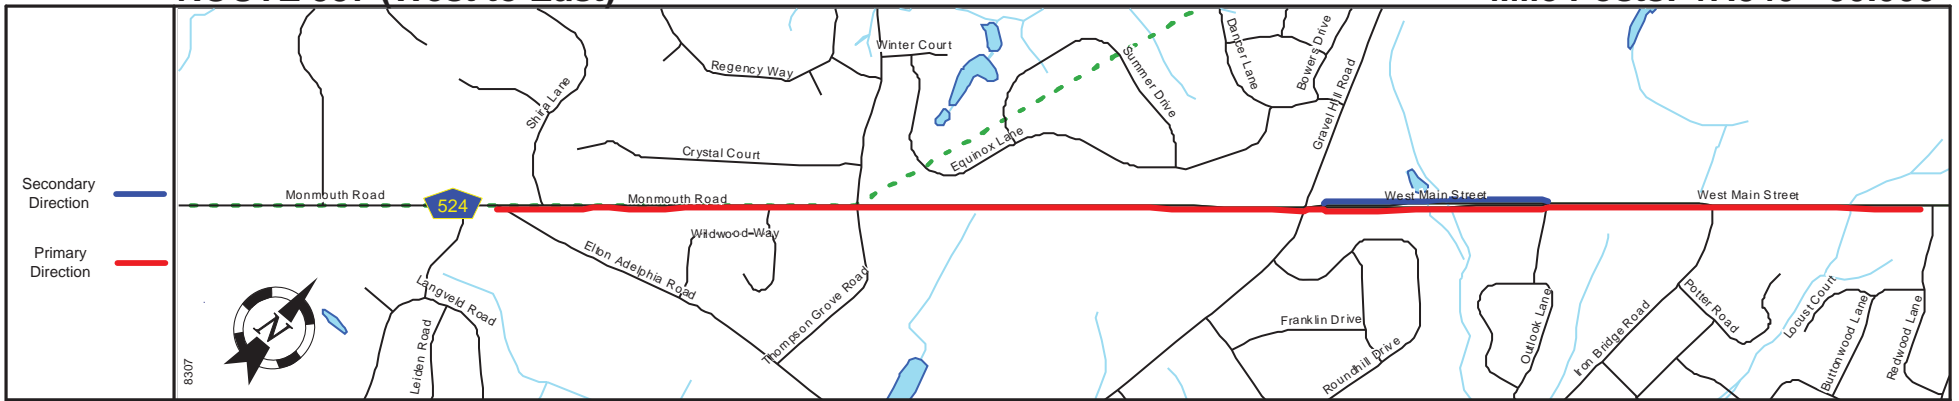 Secondary
Direction
Primary
Direction
8307
Monmouth Road
524
Monmouth Road
West Main Street
West Main Street
Shira Lane
Regency Way
Winter Court
Crystal Court
Equinox Lane
Summer Drive
Dancer Lane
Bowers Drive
Gravel Hill Road
Langveld Road
Leiden Road
Elton Adelphia Road
Wildwood Way
Thompson Grove Road
Franklin Drive
Roundhill Drive
Outlook Lane
Iron Bridge Road
Potter Road
Locust Court
Buttonwood Lane
Redwood Lane
N